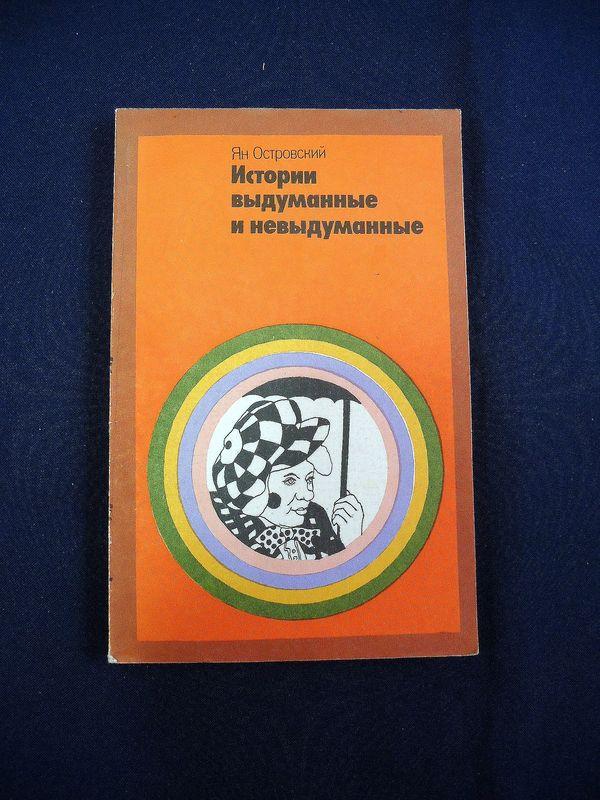 Ян Островский
Истории
выдуманные
и невыдуманные